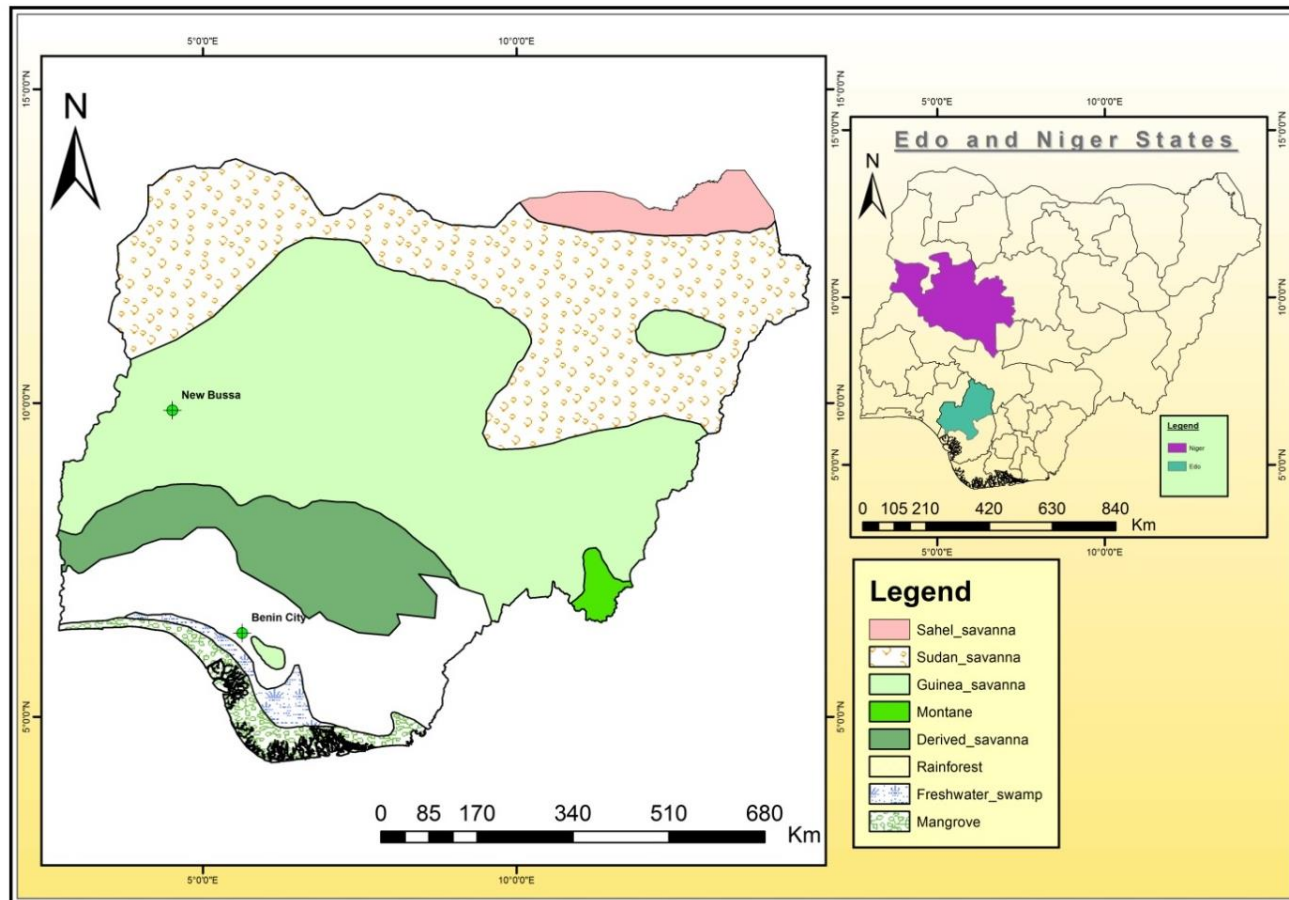 5°0'0"E 10°0'0"E
15°0'0"N
10°0'0"N
5°0'0"N
N
New Bussa
Benin City
0 85 170 340 510 680
Km
5°0'0"E 10°0'0"E
15°0'0"N
10°0'0"N
5°0'0"N
5°0'0"E 10°0'0"E
15°0'0"N
10°0'0"N
5°0'0"N
Edo and Niger States
N
Legend
Niger
Edo
0 105 210 420 630 840
Km
15°0'0"N
10°0'0"N
5°0'0"N
5°0'0"E 10°0'0"E
Legend
Sahel_savanna
Sudan_savanna
Guinea_savanna
Montane
Derived_savanna
Rainforest
Freshwater_swamp
Mangrove